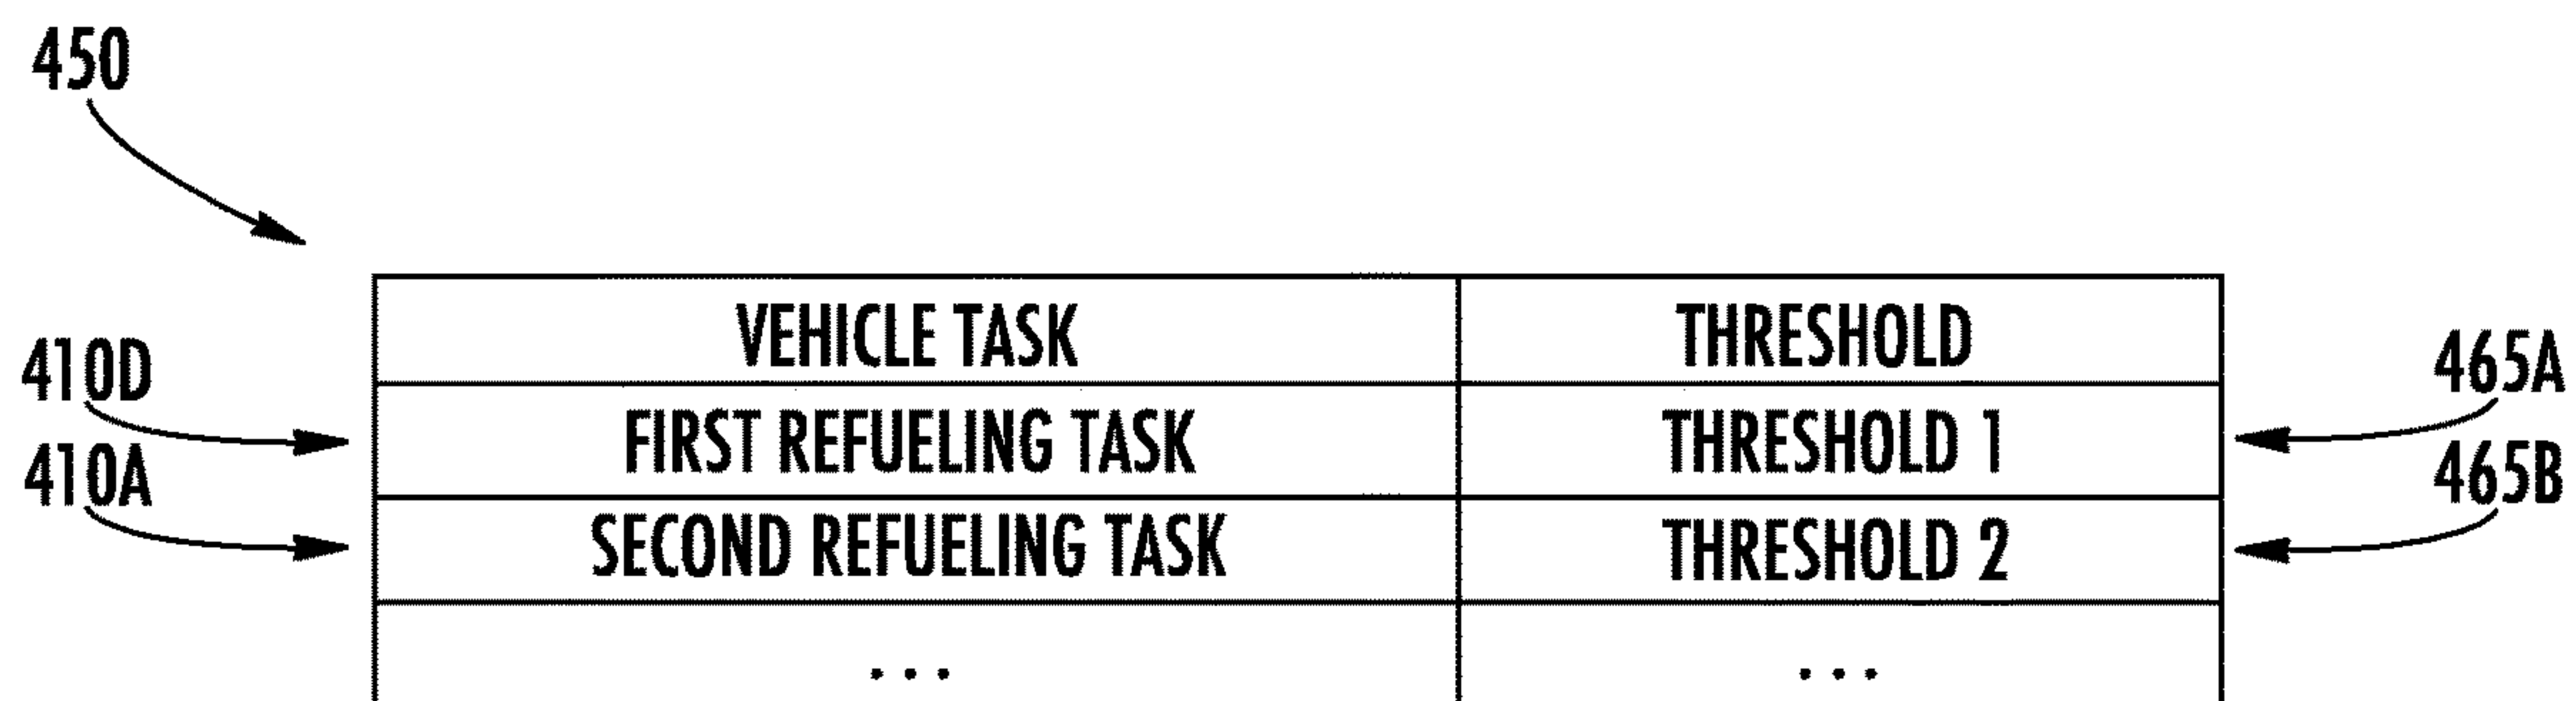 450
VEHICLE TASK THRESHOLD
410D FIRST REFUELING TASK THRESHOLD 1 465A
410A SECOND REFUELING TASK THRESHOLD 2 465B
... ...